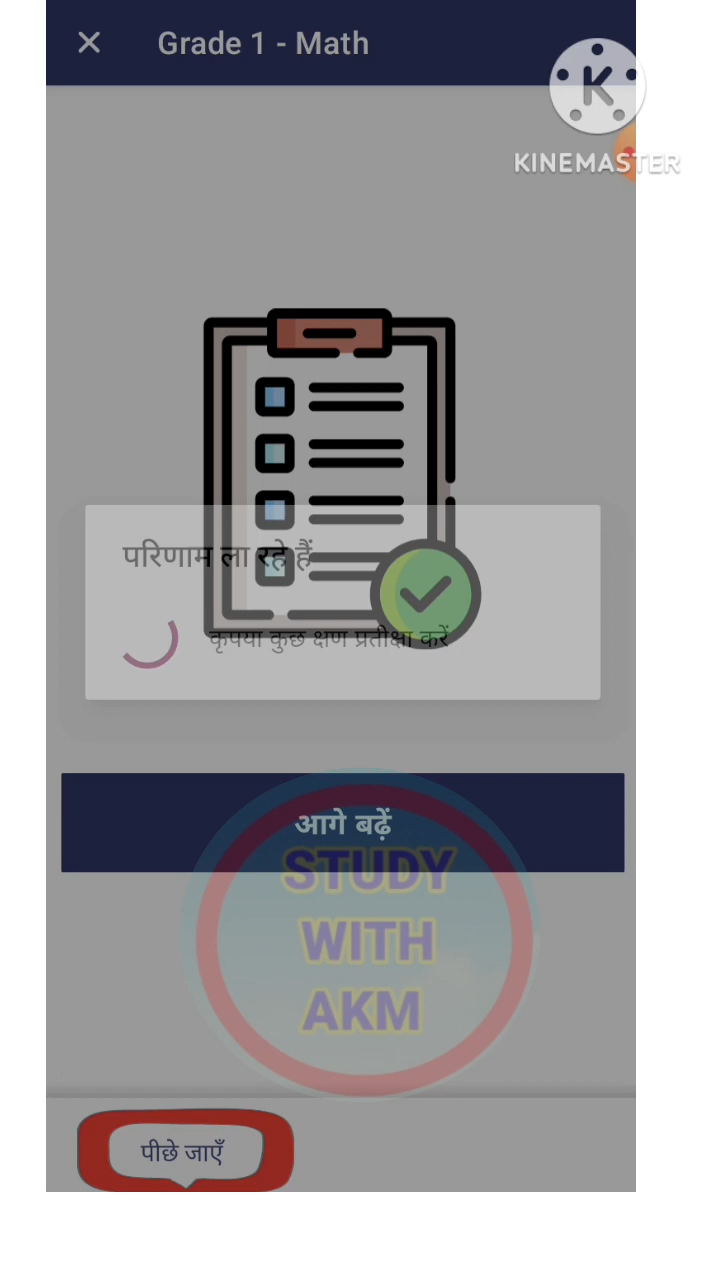 Grade 1 - Math
KINEMASTER
परिणाम ला रहे हैं
कृपया कुछ क्षण प्रतीक्षा करें
आगे बढ़ें
STUDY
WITH
AKM
पीछे जाएँ